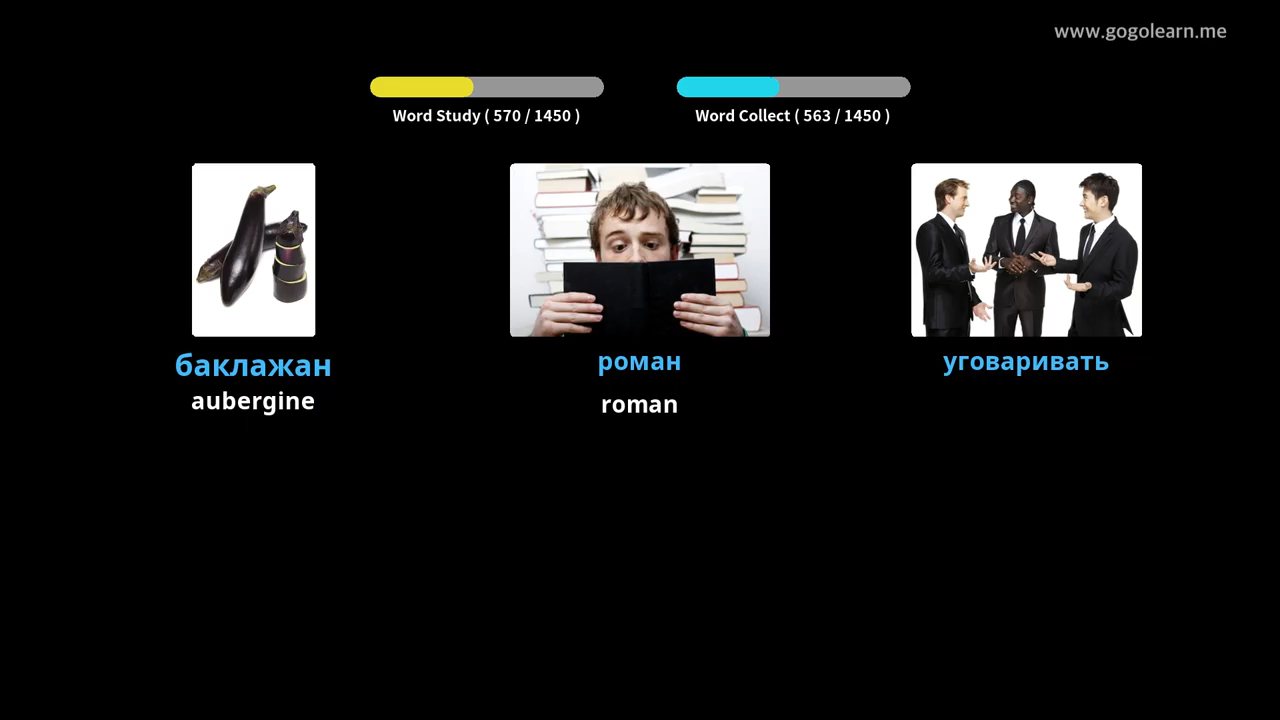 www.gogolearn.me
Word Study ( 570 / 1450 )
Word Collect ( 563 / 1450 )
баклажан
aubergine
роман
roman
уговаривать